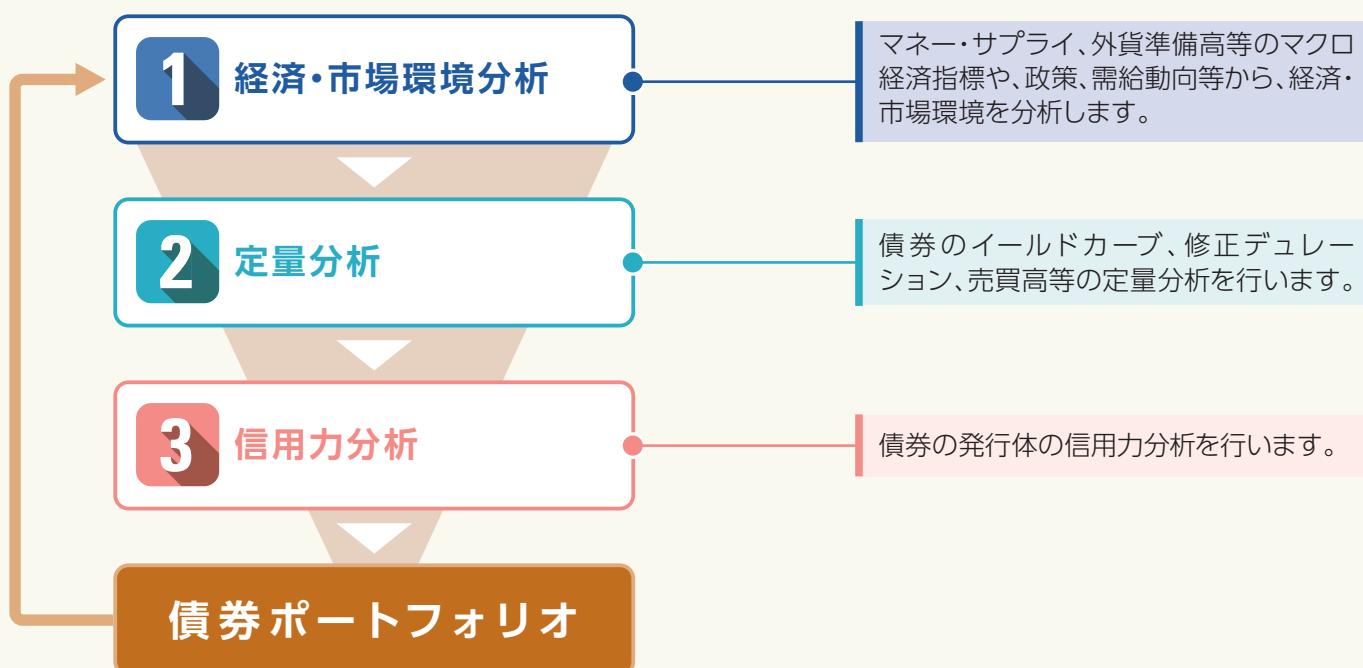 1 経済・市場環境分析
マネー・サプライ、外貨準備高等のマクロ
経済指標や、政策、需給動向等から、経済・
市場環境を分析します。
2 定量分析
債券のイールドカーブ、修正デュレー
ション、売買高等の定量分析を行います。
3 信用力分析
債券の発行体の信用力分析を行います。
債券ポートフォリオ